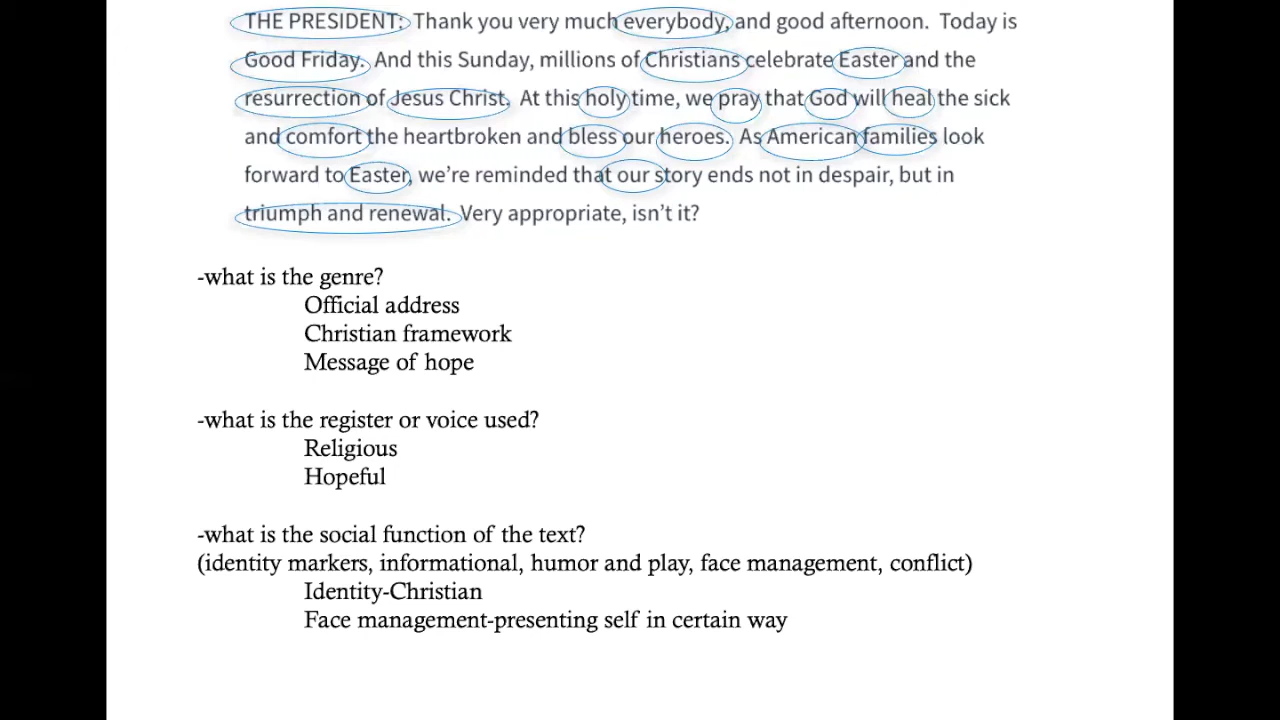 THE PRESIDENT: Thank you very much everybody, and good afternoon. Today is
Good Friday. And this Sunday, millions of Christians celebrate Easter and the
resurrection of Jesus Christ. At this holy time, we pray that God will heal the sick
and comfort the heartbroken and bless our heroes. As American families look
forward to Easter, we're reminded that our story ends not in despair, but in
triumph and renewal. Very appropriate, isn't it?
-what is the genre?
Official address
Christian framework
Message of hope
-what is the register or voice used?
Religious
Hopeful
-what is the social function of the text?
(identity markers, informational, humor and play, face management, conflict)
Identity-Christian
Face management-presenting self in certain way